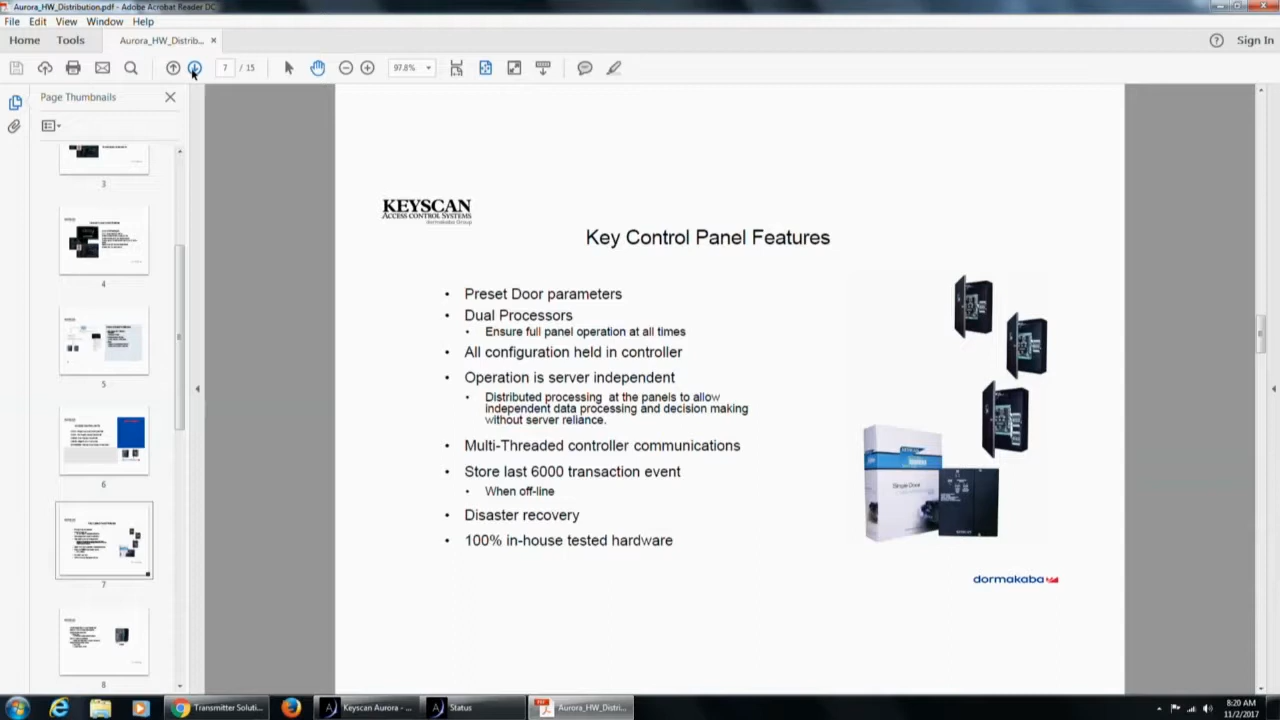 Aurora_HW_Distribution.pdf - Adobe Acrobat Reader DC
File Edit View Window Help
Home Tools Aurora_HW_Distrib... × Sign In
7 / 15 97.8%
Page Thumbnails
3
4
5
6
7
8
KEYSCAN
ACCESS CONTROL SYSTEMS
dormakaba Group
Key Control Panel Features
• Preset Door parameters
• Dual Processors
• Ensure full panel operation at all times
• All configuration held in controller
• Operation is server independent
• Distributed processing at the panels to allow
independent data processing and decision making
without server reliance.
• Multi-Threaded controller communications
• Store last 6000 transaction event
• When off-line
• Disaster recovery
• 100% in-house tested hardware
dormakaba
Transmitter Soluti... Keyscan Aurora - ... Status Aurora_HW_Distri...
8:20 AM
11/2/2017